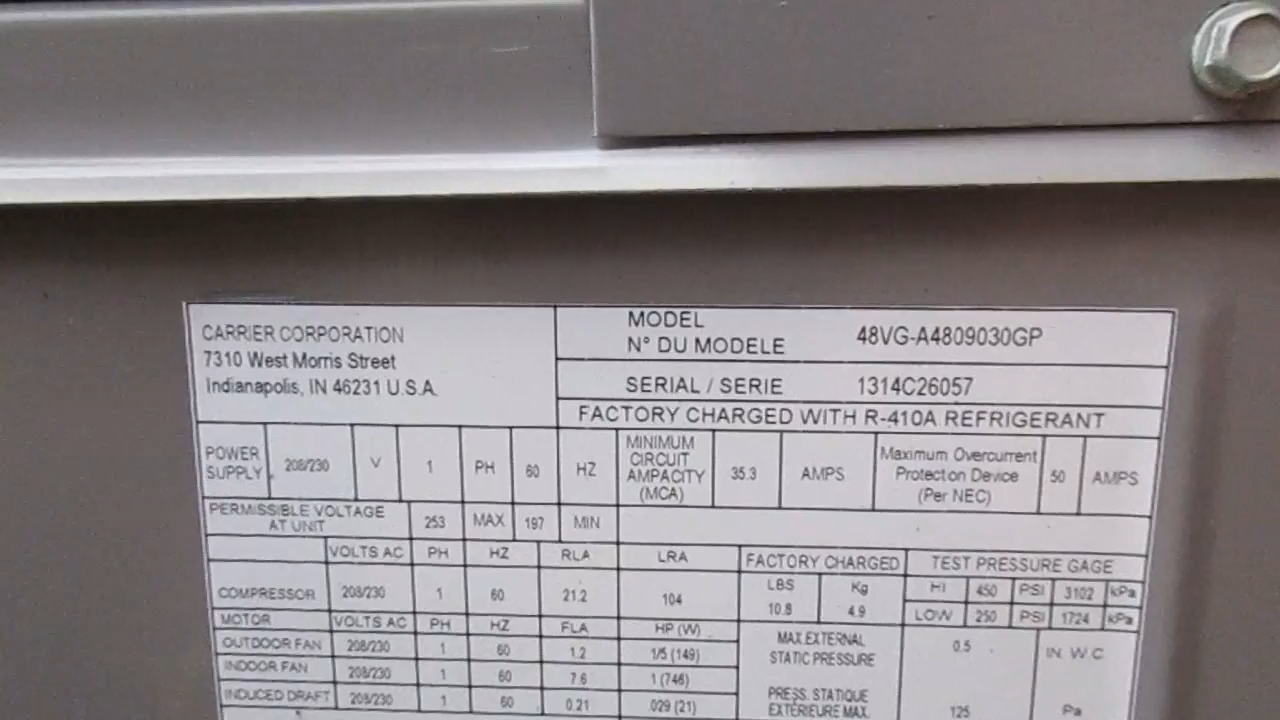 CARRIER CORPORATION
7310 West Morris Street
Indianapolis, IN 46231 U.S.A.
MODEL
N° DU MODELE 48VG-A4809030GP
SERIAL / SERIE 1314C26057
FACTORY CHARGED WITH R-410A REFRIGERANT
POWER SUPPLY 208/230 V 1 PH 60 HZ
MINIMUM CIRCUIT AMPACITY (MCA) 35.3 AMPS
Maximum Overcurrent Protection Device (Per NEC) 50 AMPS
PERMISSIBLE VOLTAGE AT UNIT 253 MAX 197 MIN
VOLTS AC PH HZ RLA LRA
COMPRESSOR 208/230 1 60 21.2 104
FACTORY CHARGED
LBS Kg
10.8 4.9
TEST PRESSURE GAGE
HI 450 PSI 3102 kPa
LOW 250 PSI 1724 kPa
MOTOR VOLTS AC PH HZ FLA HP (W)
OUTDOOR FAN 208/230 1 60 1.2 1/5 (149)
INDOOR FAN 208/230 1 60 7.6 1 (746)
INDUCED DRAFT 208/230 1 60 0.21 .029 (21)
MAX.EXTERNAL STATIC PRESSURE 0.5 IN. W.C
PRESS. STATIQUE EXTÉRIEURE MAX. 125 Pa